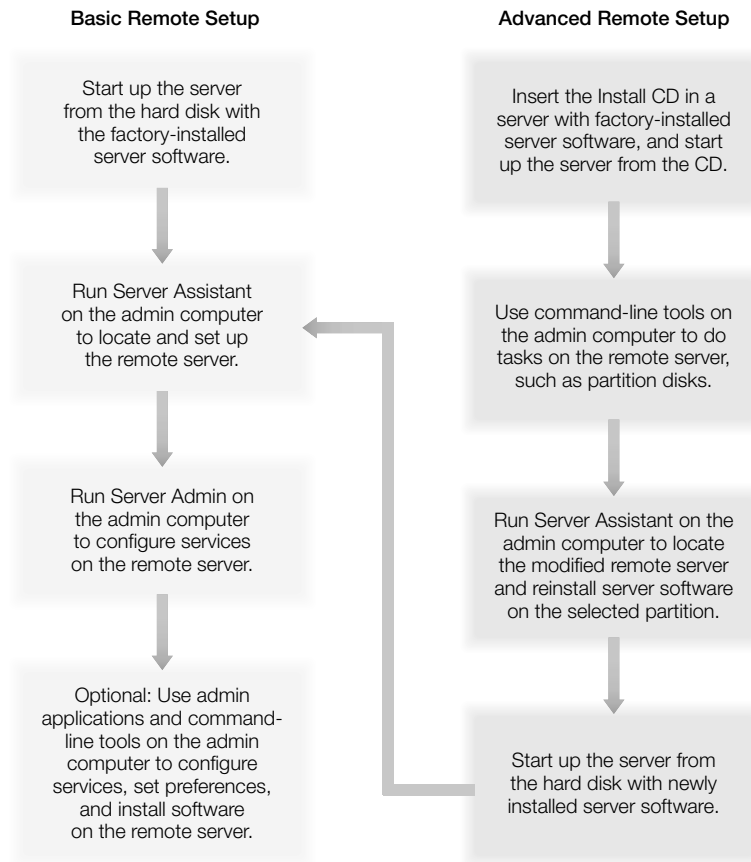 Basic Remote Setup
Start up the server
from the hard disk with
the factory-installed
server software.
Run Server Assistant
on the admin computer
to locate and set up
the remote server.
Run Server Admin on
the admin computer
to configure services
on the remote server.
Optional: Use admin
applications and command-
line tools on the admin
computer to configure
services, set preferences,
and install software
on the remote server.
Advanced Remote Setup
Insert the Install CD in a
server with factory-installed
server software, and start
up the server from the CD.
Use command-line tools on
the admin computer to do
tasks on the remote server,
such as partition disks.
Run Server Assistant on the
admin computer to locate
the modified remote server
and reinstall server software
on the selected partition.
Start up the server from
the hard disk with newly
installed server software.